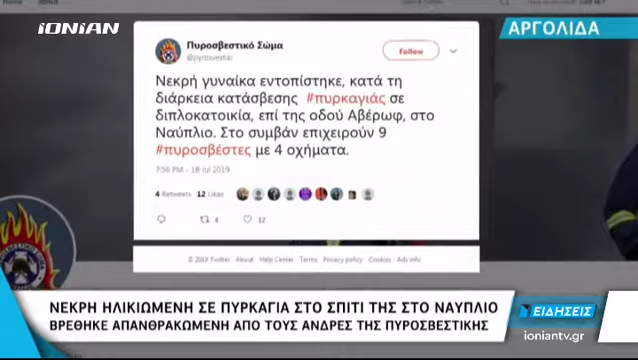 IONIAN
ΑΡΓΟΛΙΔΑ
Πυροσβεστικό Σώμα
@pyrosvestiki
Follow
Νεκρή γυναίκα εντοπίστηκε, κατά τη
διάρκεια κατάσβεσης #πυρκαγιάς σε
διπλοκατοικία, επί της οδού Αβέρωφ, στο
Ναύπλιο. Στο συμβάν επιχειρούν 9
#πυροσβέστες με 4 οχήματα.
7:56 PM - 18 Jul 2019
4 Retweets 12 Likes
4 12
© 2019 Twitter About Help Center Terms Privacy policy Cookies Ads info
ΝΕΚΡΗ ΗΛΙΚΙΩΜΕΝΗ ΣΕ ΠΥΡΚΑΓΙΑ ΣΤΟ ΣΠΙΤΙ ΤΗΣ ΣΤΟ ΝΑΥΠΛΙΟ
ΒΡΕΘΗΚΕ ΑΠΑΝΘΡΑΚΩΜΕΝΗ ΑΠΟ ΤΟΥΣ ΑΝΔΡΕΣ ΤΗΣ ΠΥΡΟΣΒΕΣΤΙΚΗΣ
ΕΙΔΗΣΕΙΣ
ioniantv.gr